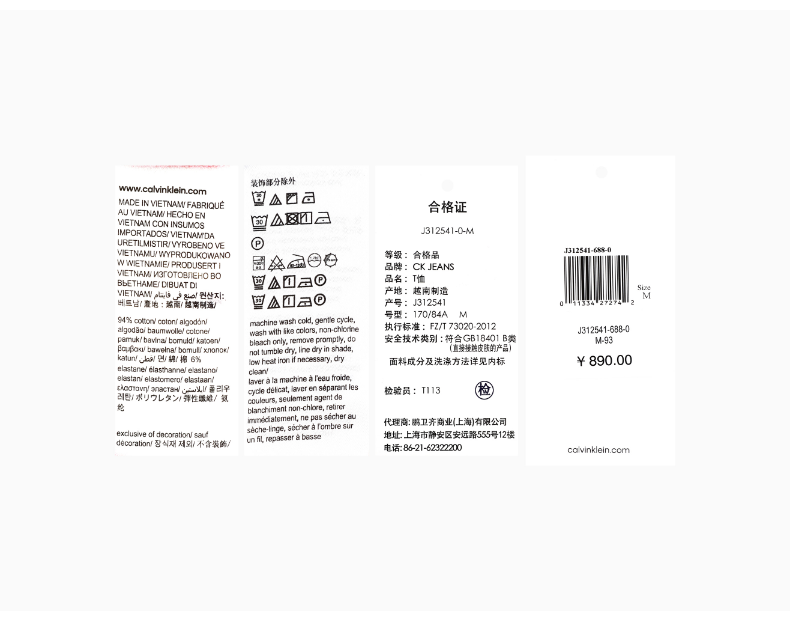 www.calvinklein.com
MADE IN VIETNAM/ FABRIQUÉ
AU VIETNAM/ HECHO EN
VIETNAM CON INSUMOS
IMPORTADOS/ VIETNAM'DA
URETILMISTIR/ VYROBENO VE
VIETNAMU/ WYPRODUKOWANO
W WIETNAMIE/ PRODUSERT I
VIETNAM/ ИЗГОТОВЛЕНО ВО
ВЬЕТНАМЕ/ DIBUAT DI
VIETNAM/ صنع في فايتنام/ 원산지:
베트남/ 產地:越南/ 越南制造/
94% cotton/ coton/ algodón/
algodão/ baumwolle/ cotone/
pamuk/ bavlna/ bomuld/ katoen/
βαμβακι/ bawełna/ bomull/ хлопок/
katun/ قطن/ 면/ 綿/ 棉 6%
elastane/ élasthanne/ elastano/
elastan/ elastomero/ elastaan/
ελαστανη/ эластан/ إيلاستين/ 폴리우
레탄/ ポリウレタン/ 彈性纖維/ 氨
纶
exclusive of decoration/ sauf
décoration/ 장식재 제외/ 不含裝飾/
装饰部分除外
30
P
P
P
machine wash cold, gentle cycle,
wash with like colors, non-chlorine
bleach only, remove promptly, do
not tumble dry, line dry in shade,
low heat iron if necessary, dry
clean/
laver à la machine à l'eau froide,
cycle délicat, laver en séparant les
couleurs, seulement agent de
blanchiment non-chlore, retirer
immédiatement, ne pas sécher au
sèche-linge, sécher à l'ombre sur
un fil, repasser à basse
合格证
J312541-0-M
等级:合格品
品牌:CK JEANS
品名:T恤
产地:越南制造
产号:J312541
号型:170/84A M
执行标准:FZ/T 73020-2012
安全技术类别:符合GB18401 B类
(直接接触皮肤的产品)
面料成分及洗涤方法详见内标
检验员:T113 检
代理商:鹏卫齐商业(上海)有限公司
地址:上海市静安区安远路555号12楼
电话:86-21-62322200
J312541-688-0
Size
M
0 11334 27274 2
J312541-688-0
M-93
¥ 890.00
calvinklein.com